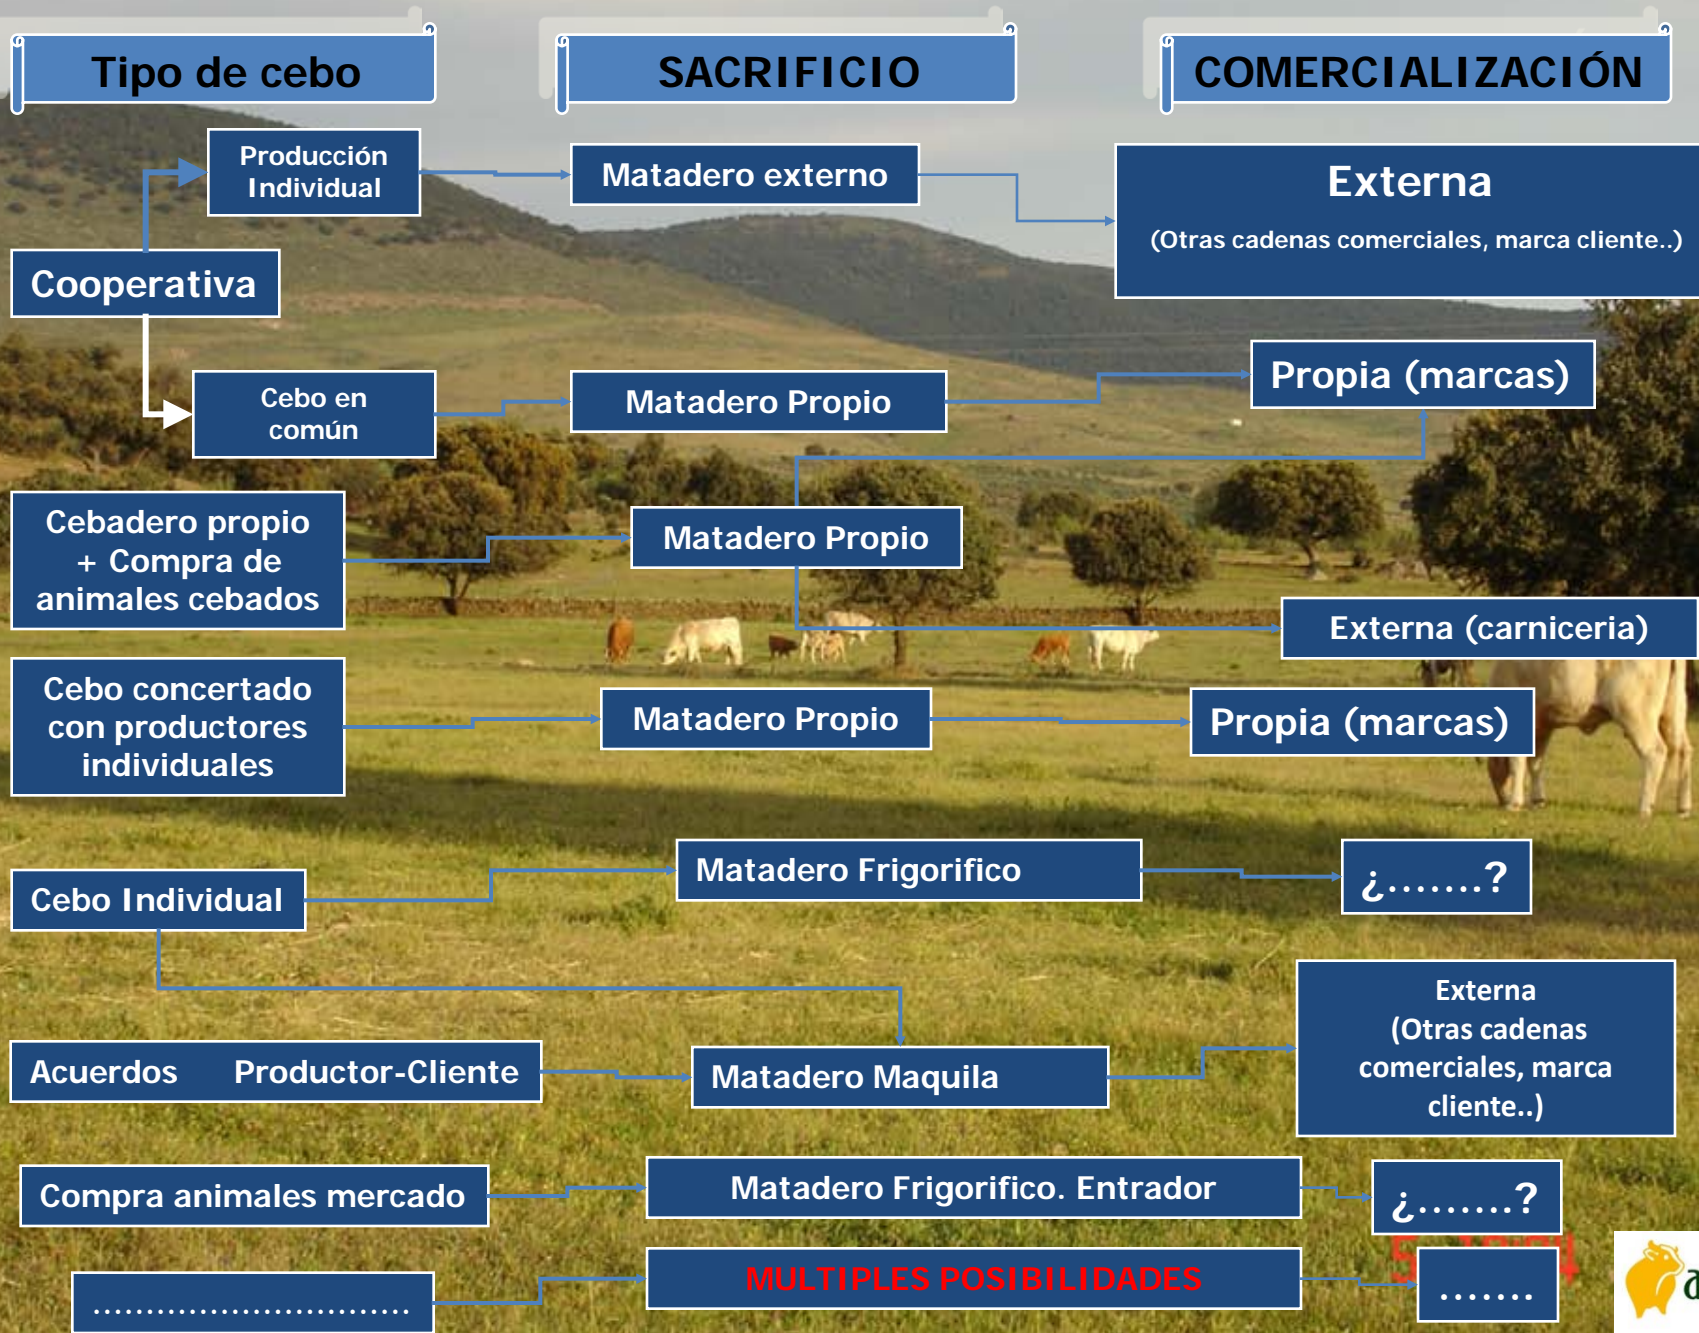 Tipo de cebo
SACRIFICIO
COMERCIALIZACIÓN
Producción
Individual
Matadero externo
Externa
(Otras cadenas comerciales, marca cliente..)
Cooperativa
Cebo en
común
Matadero Propio
Propia (marcas)
Cebadero propio
+ Compra de
animales cebados
Matadero Propio
Externa (carniceria)
Cebo concertado
con productores
individuales
Matadero Propio
Propia (marcas)
Cebo Individual
Matadero Frigorifico
¿.......?
Acuerdos Productor-Cliente
Matadero Maquila
Externa
(Otras cadenas
comerciales, marca
cliente..)
Compra animales mercado
Matadero Frigorifico. Entrador
¿.......?
.............................
MULTIPLES POSIBILIDADES
.......